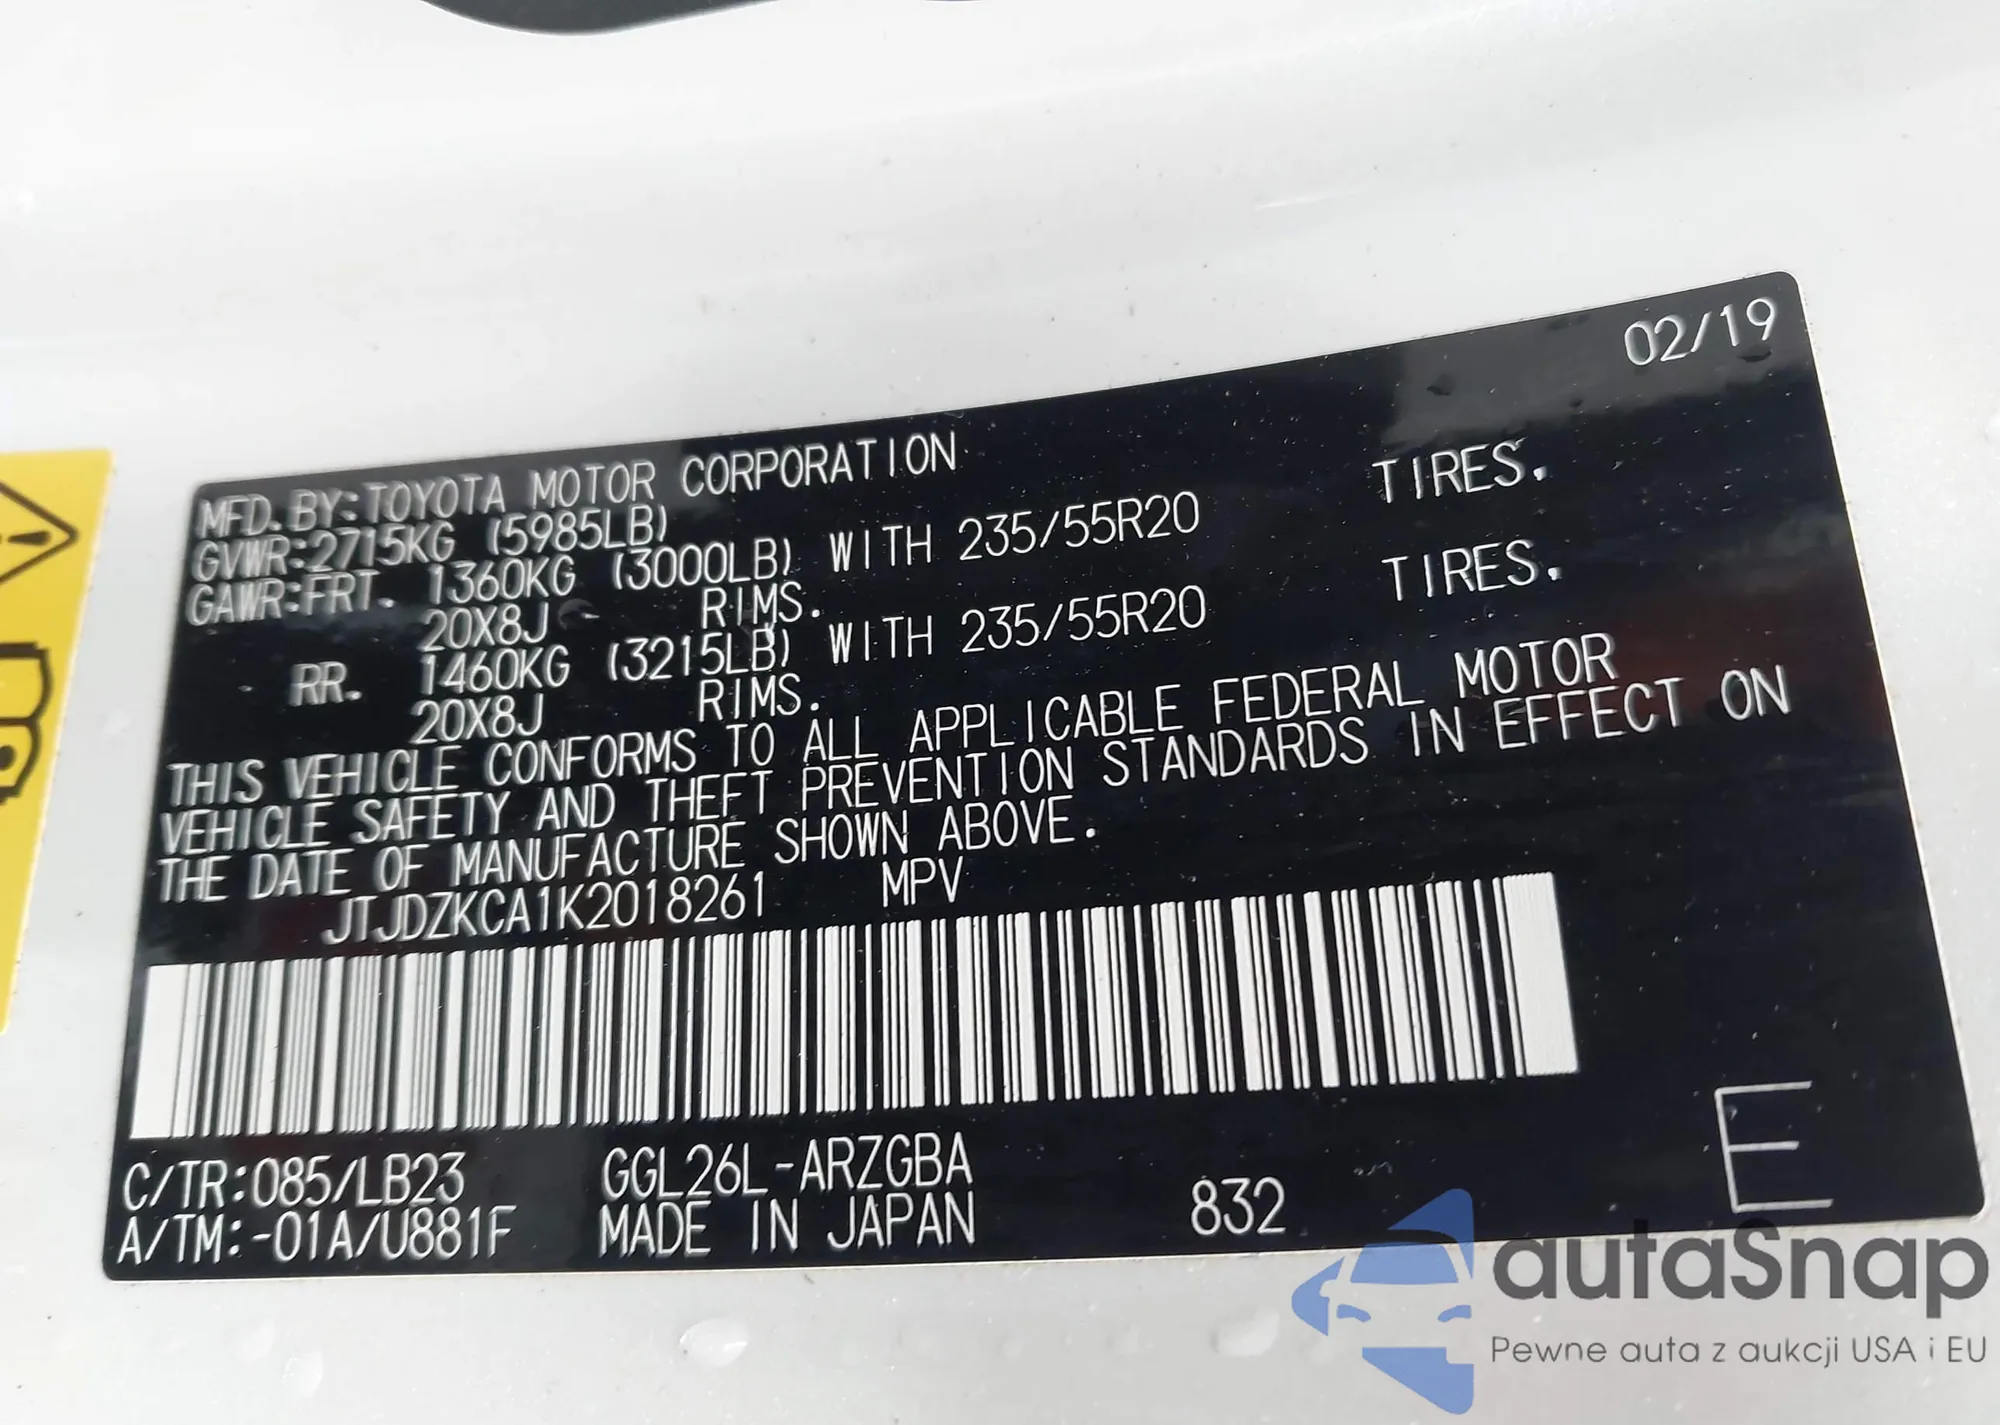 02/19
MFD. BY:TOYOTA MOTOR CORPORATION
GVWR:2715KG (5985LB)
GAWR:FRT. 1360KG (3000LB) WITH 235/55R20 TIRES.
20X8J RIMS.
RR. 1460KG (3215LB) WITH 235/55R20 TIRES.
20X8J RIMS.
THIS VEHICLE CONFORMS TO ALL APPLICABLE FEDERAL MOTOR
VEHICLE SAFETY AND THEFT PREVENTION STANDARDS IN EFFECT ON
THE DATE OF MANUFACTURE SHOWN ABOVE.
JTJDZKCA1K2018261 MPV
C/TR:085/LB23 GGL26L-ARZGBA
A/TM:-01A/U881F MADE IN JAPAN 832 E
autaSnap
Pewne auta z aukcji USA i EU